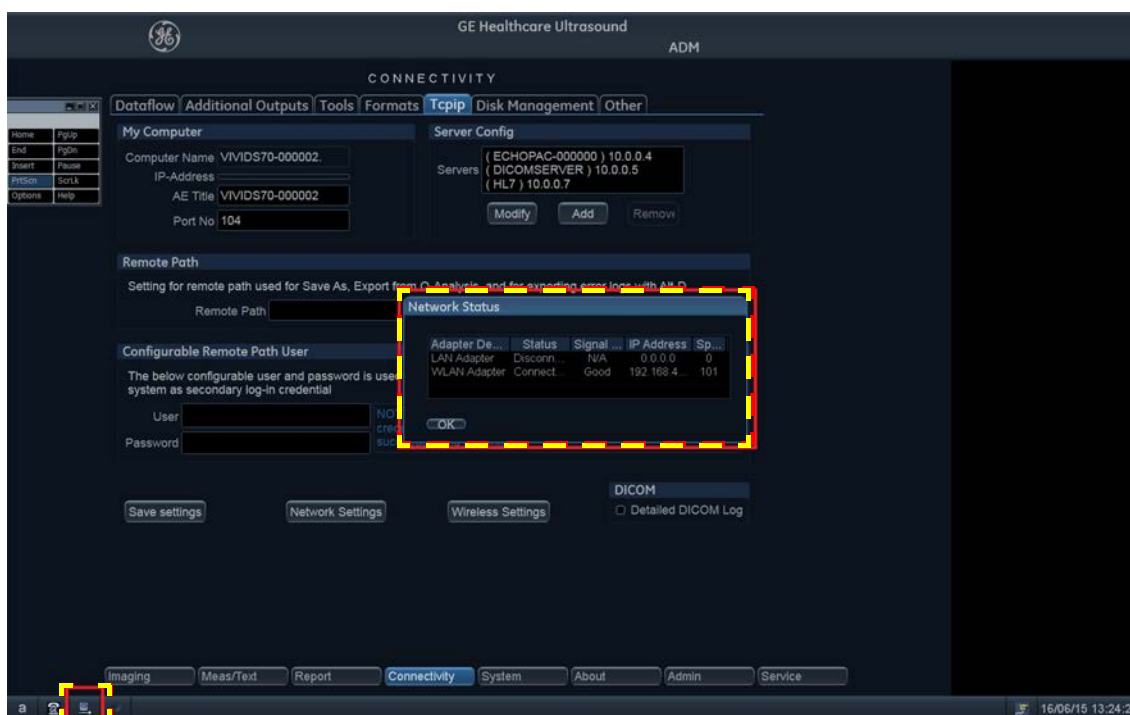 GE Healthcare Ultrasound
ADM
CONNECTIVITY
Dataflow Additional Outputs Tools Formats Tcpip Disk Management Other
Home PgUp
End PgDn
Insert Pause
PrtScn ScrLk
Options Help
My Computer
Computer Name VIVIDS70-000002.
IP-Address
AE Title VIVIDS70-000002
Port No 104
Server Config
Servers
( ECHOPAC-000000 ) 10.0.0.4
( DICOMSERVER ) 10.0.0.5
( HL7 ) 10.0.0.7
Modify Add Remov
Remote Path
Setting for remote path used for Save As, Export from Q-Analysis, and for exporting error logs with Alt-D
Remote Path
Network Status
Adapter De... Status Signal ... IP Address Sp...
LAN Adapter Disconn... N/A 0.0.0.0 0
WLAN Adapter Connect... Good 192.168.4... 101
OK
Configurable Remote Path User
The below configurable user and password is use
system as secondary log-in credential
User
Password
NO
cred
suc
DICOM
Detailed DICOM Log
Save settings Network Settings Wireless Settings
Imaging Meas/Text Report Connectivity System About Admin Service
a 16/06/15 13:24:2